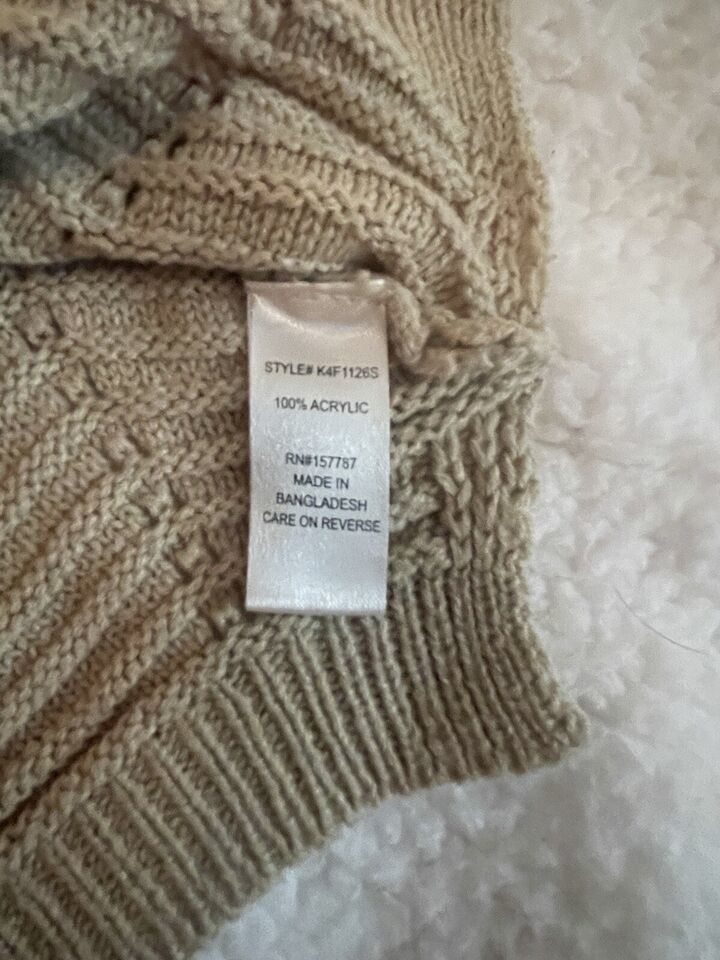 STYLE# K4F1126S
100% ACRYLIC
RN#157787
MADE IN
BANGLADESH
CARE ON REVERSE